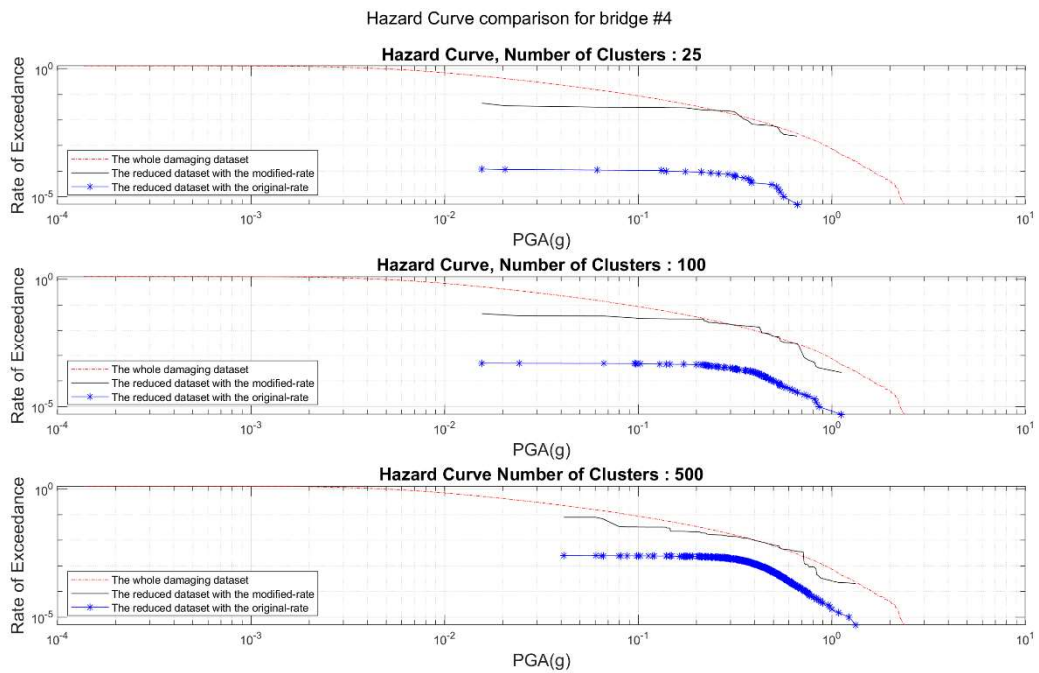 Hazard Curve comparison for bridge #4
Hazard Curve, Number of Clusters : 25
Rate of Exceedance
10^0
10^-5
The whole damaging dataset
The reduced dataset with the modified-rate
The reduced dataset with the original-rate
10^-4 10^-3 10^-2 10^-1 10^0 10^1
PGA(g)
Hazard Curve, Number of Clusters : 100
Rate of Exceedance
10^0
10^-5
The whole damaging dataset
The reduced dataset with the modified-rate
The reduced dataset with the original-rate
10^-4 10^-3 10^-2 10^-1 10^0 10^1
PGA(g)
Hazard Curve Number of Clusters : 500
Rate of Exceedance
10^0
10^-5
The whole damaging dataset
The reduced dataset with the modified-rate
The reduced dataset with the original-rate
10^-4 10^-3 10^-2 10^-1 10^0 10^1
PGA(g)